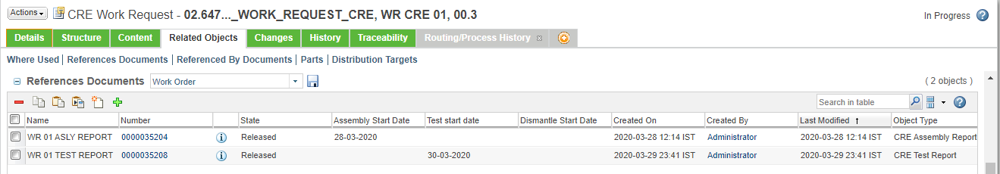 Actions CRE Work Request - 02.647..._WORK_REQUEST_CRE, WR CRE 01, 00.3 In Progress
Details Structure Content Related Objects Changes History Traceability Routing/Process History
Where Used | References Documents | Referenced By Documents | Parts | Distribution Targets
References Documents Work Order ( 2 objects )
Search in table
Name Number State Assembly Start Date Test start date Dismantle Start Date Created On Created By Last Modified ↑ Object Type
WR 01 ASLY REPORT 0000035204 Released 28-03-2020 2020-03-28 12:14 IST Administrator 2020-03-28 12:14 IST CRE Assembly Report
WR 01 TEST REPORT 0000035208 Released 30-03-2020 2020-03-29 23:41 IST Administrator 2020-03-29 23:41 IST CRE Test Report